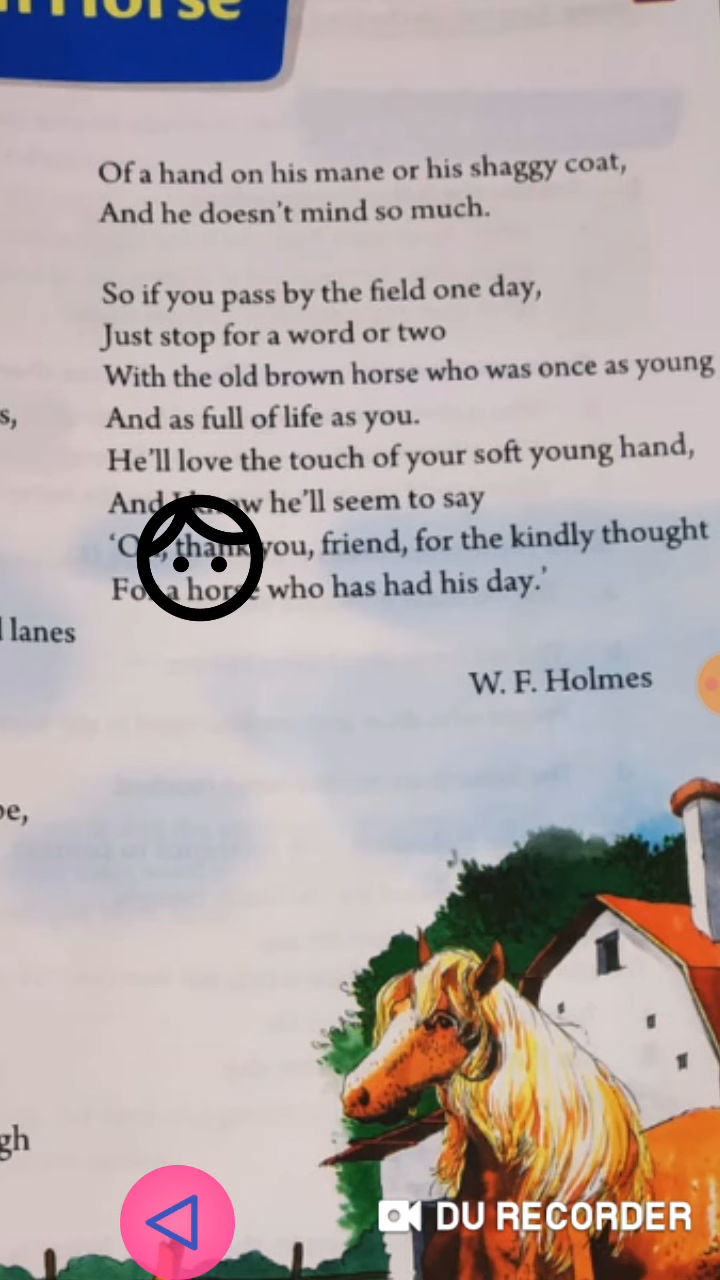 Horse
Of a hand on his mane or his shaggy coat,
And he doesn't mind so much.
So if you pass by the field one day,
Just stop for a word or two
With the old brown horse who was once as young
s,
And as full of life as you.
He'll love the touch of your soft young hand,
And I know he'll seem to say
thank you, friend, for the kindly thought
For a horse who has had his day.'
lanes
W. F. Holmes
DU RECORDER